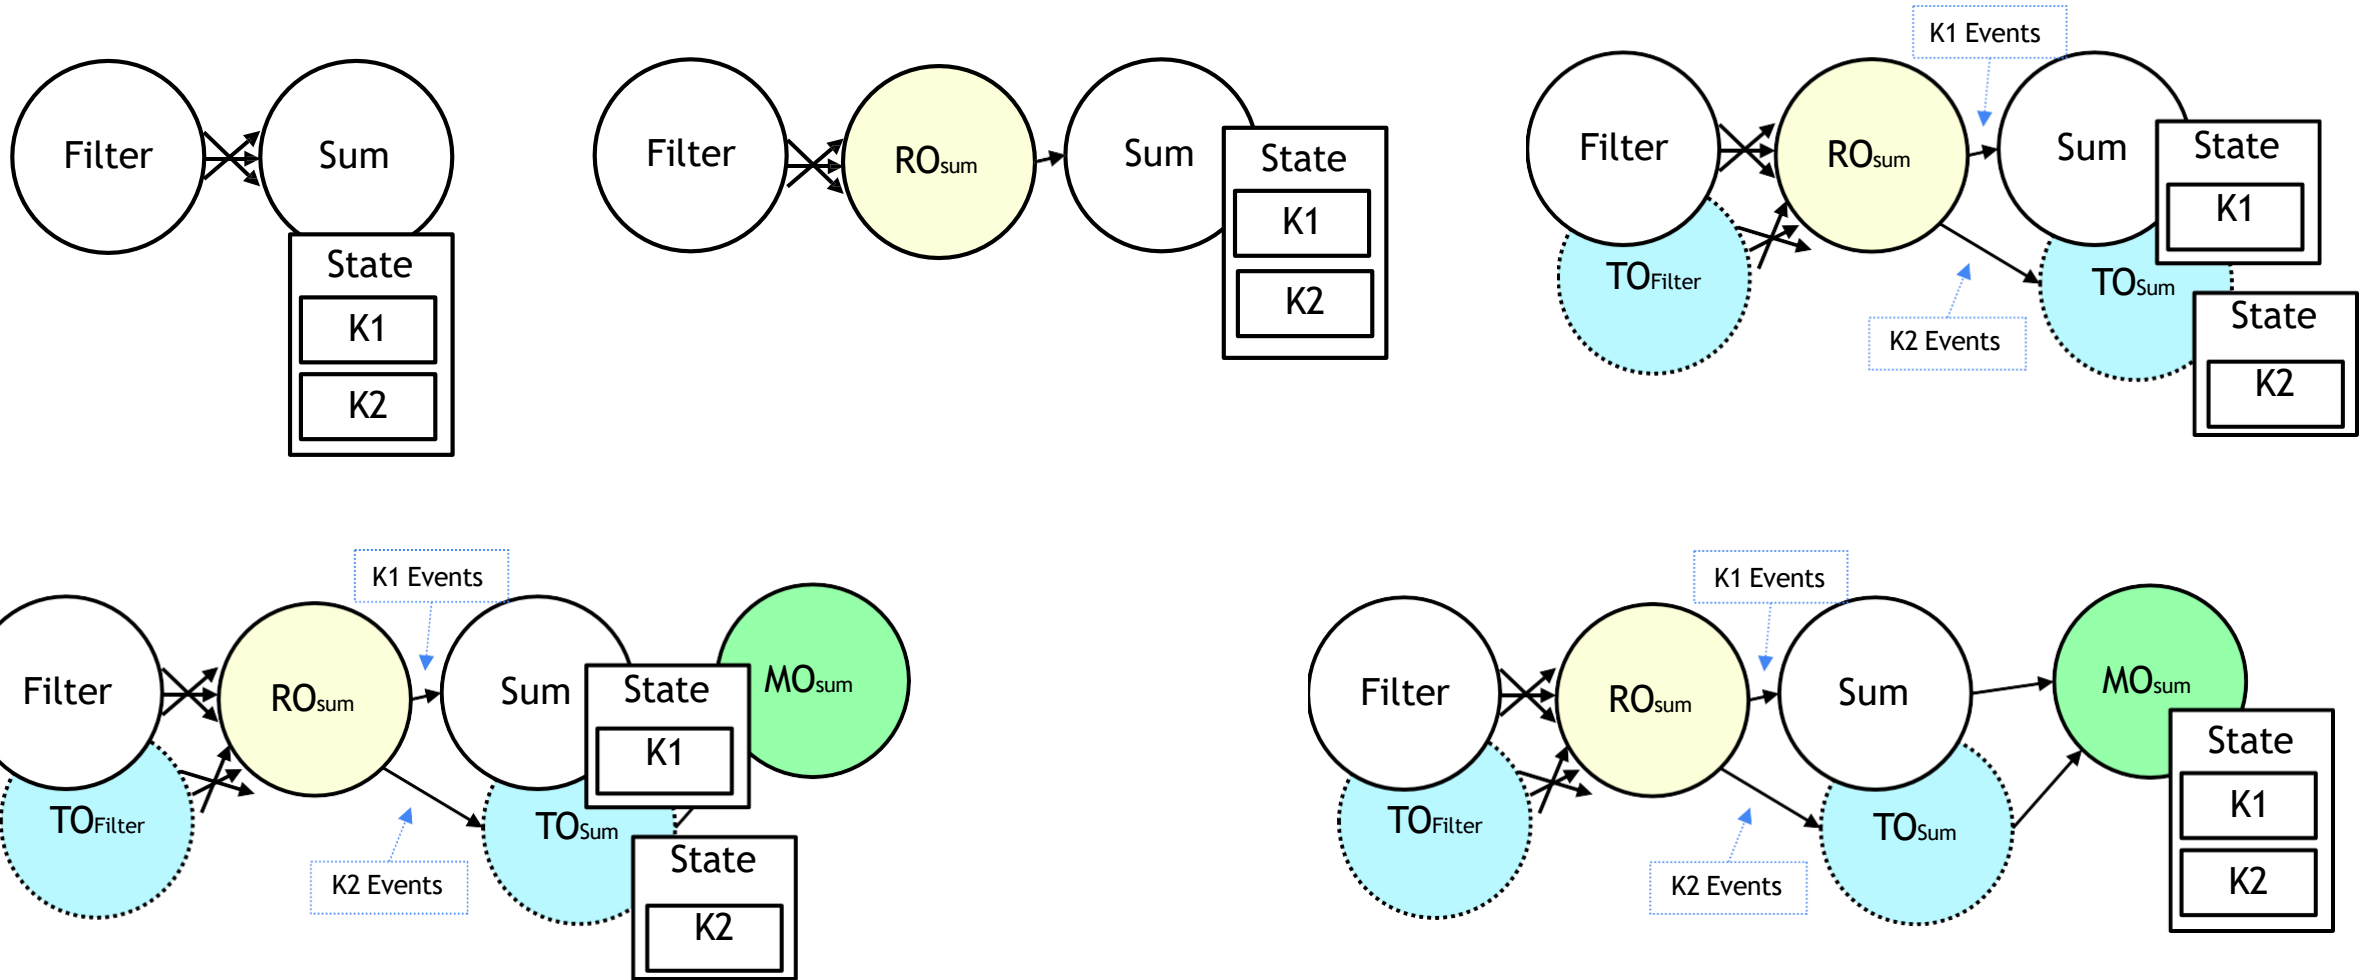 Filter
Sum
State
K1
K2
Filter
ROsum
Sum
State
K1
K2
K1 Events
Filter
ROsum
Sum
State
K1
TOFilter
TOSum
State
K2 Events
K2
K1 Events
Filter
ROsum
Sum
State
MOsum
K1
TOFilter
TOSum
State
K2 Events
K2
K1 Events
Filter
ROsum
Sum
MOsum
State
K1
TOFilter
TOSum
K2 Events
K2